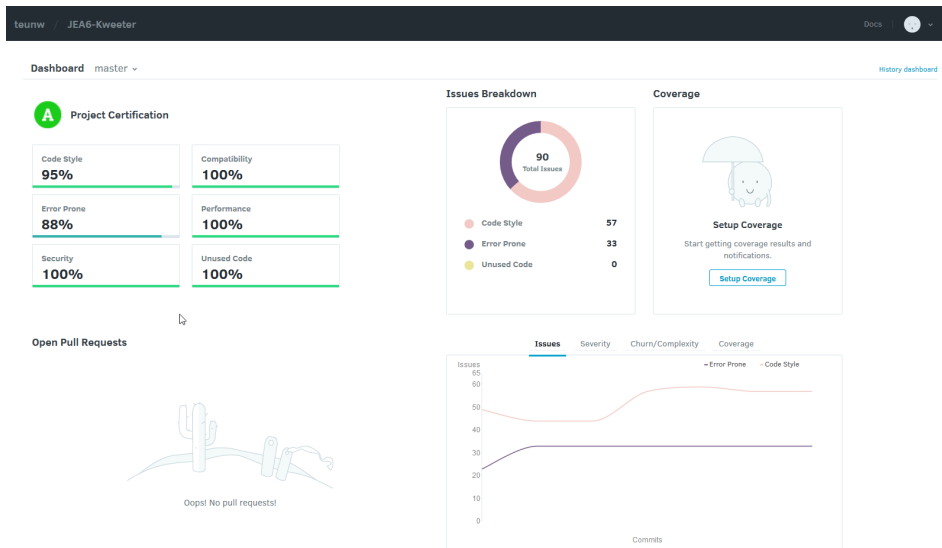 teunw / JEA6-Kweeter
Docs
Dashboard master
History dashboard
A Project Certification
Code Style
95%
Compatibility
100%
Error Prone
88%
Performance
100%
Security
100%
Unused Code
100%
Issues Breakdown
90
Total Issues
Code Style 57
Error Prone 33
Unused Code 0
Coverage
Setup Coverage
Start getting coverage results and
notifications.
Setup Coverage
Open Pull Requests
Oops! No pull requests!
Issues Severity Churn/Complexity Coverage
Issues
Error Prone Code Style
65
60
50
40
30
20
10
0
Commits